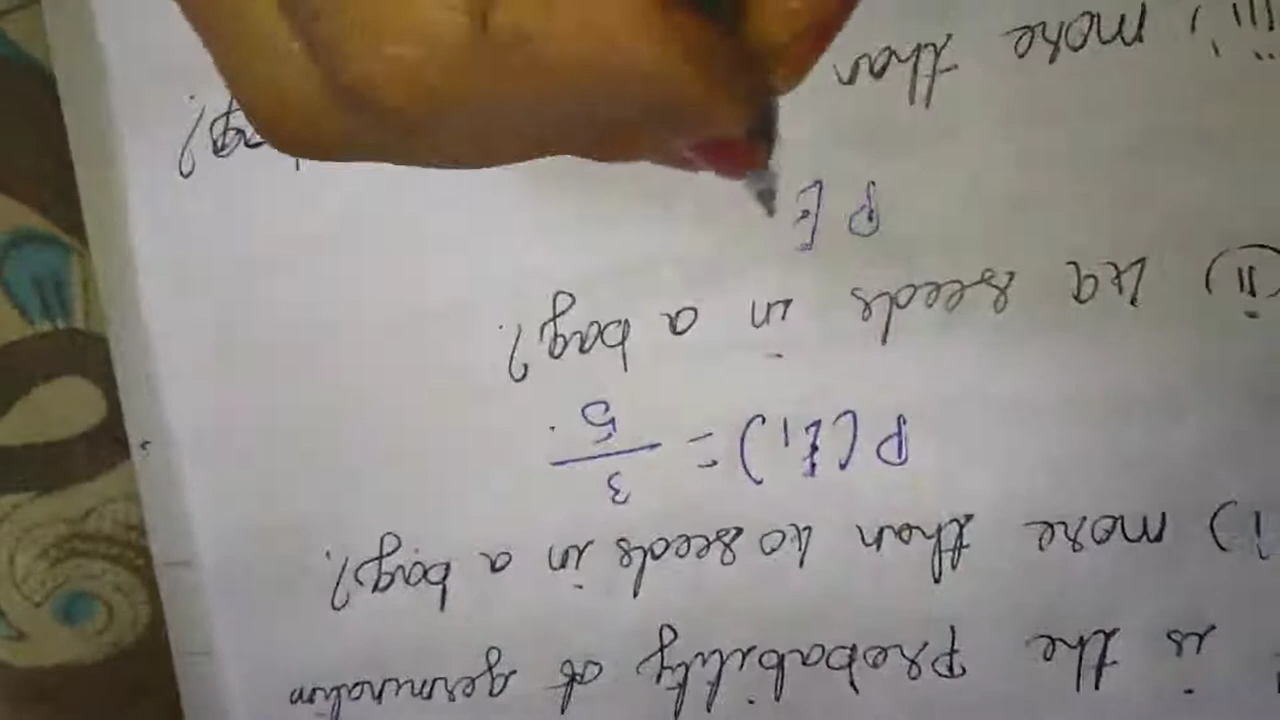 is the Probability of germination
i) more than 40 seeds in a bag?
P(E₁) = 3/5.
ii) 49 seeds in a bag?
P E
iii) more than